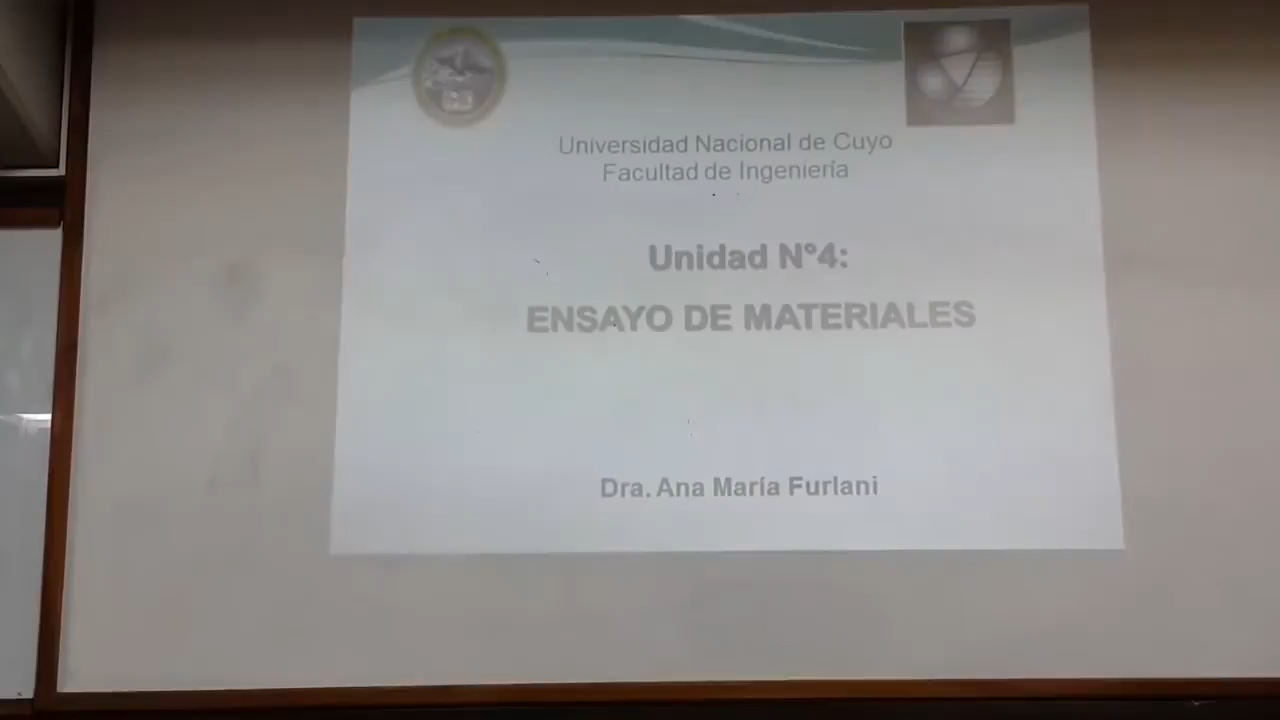 Universidad Nacional de Cuyo
Facultad de Ingeniería
Unidad N°4:
ENSAYO DE MATERIALES
Dra. Ana María Furlani